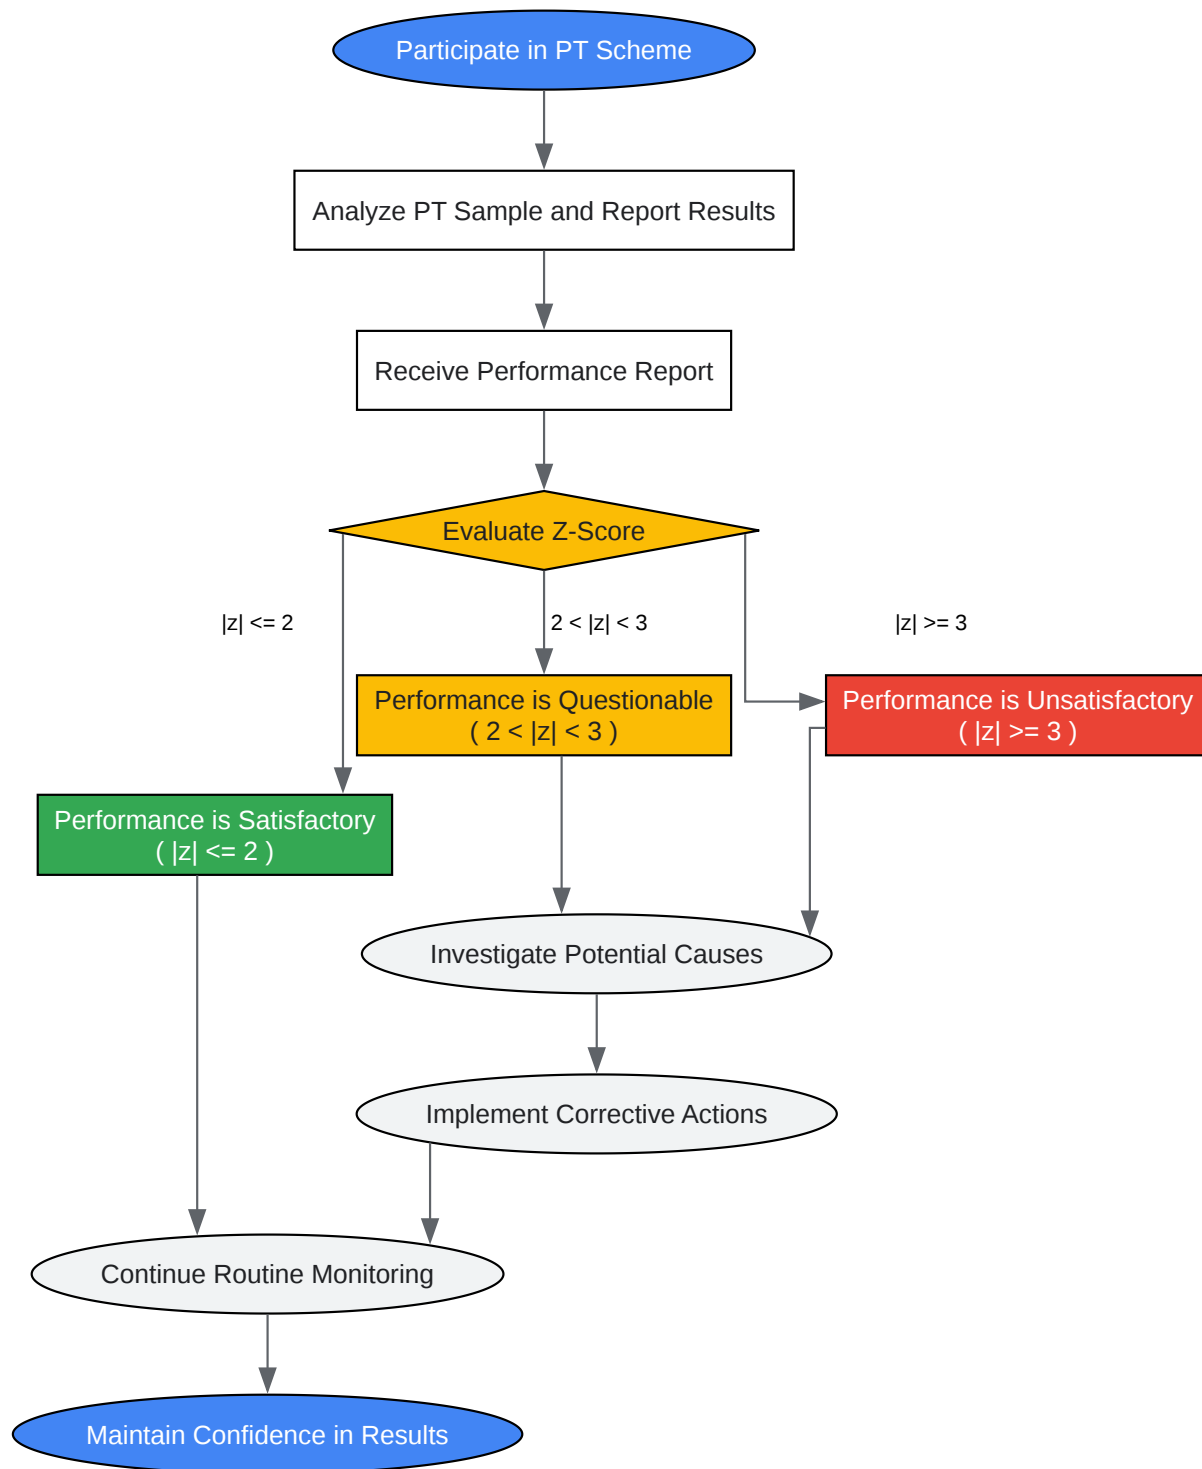 Participate in PT Scheme
Analyze PT Sample and Report Results
Receive Performance Report
Evaluate Z-Score
|z| <= 2
2 < |z| < 3
|z| >= 3
Performance is Questionable
( 2 < |z| < 3 )
Performance is Unsatisfactory
( |z| >= 3 )
Performance is Satisfactory
( |z| <= 2 )
Investigate Potential Causes
Implement Corrective Actions
Continue Routine Monitoring
Maintain Confidence in Results